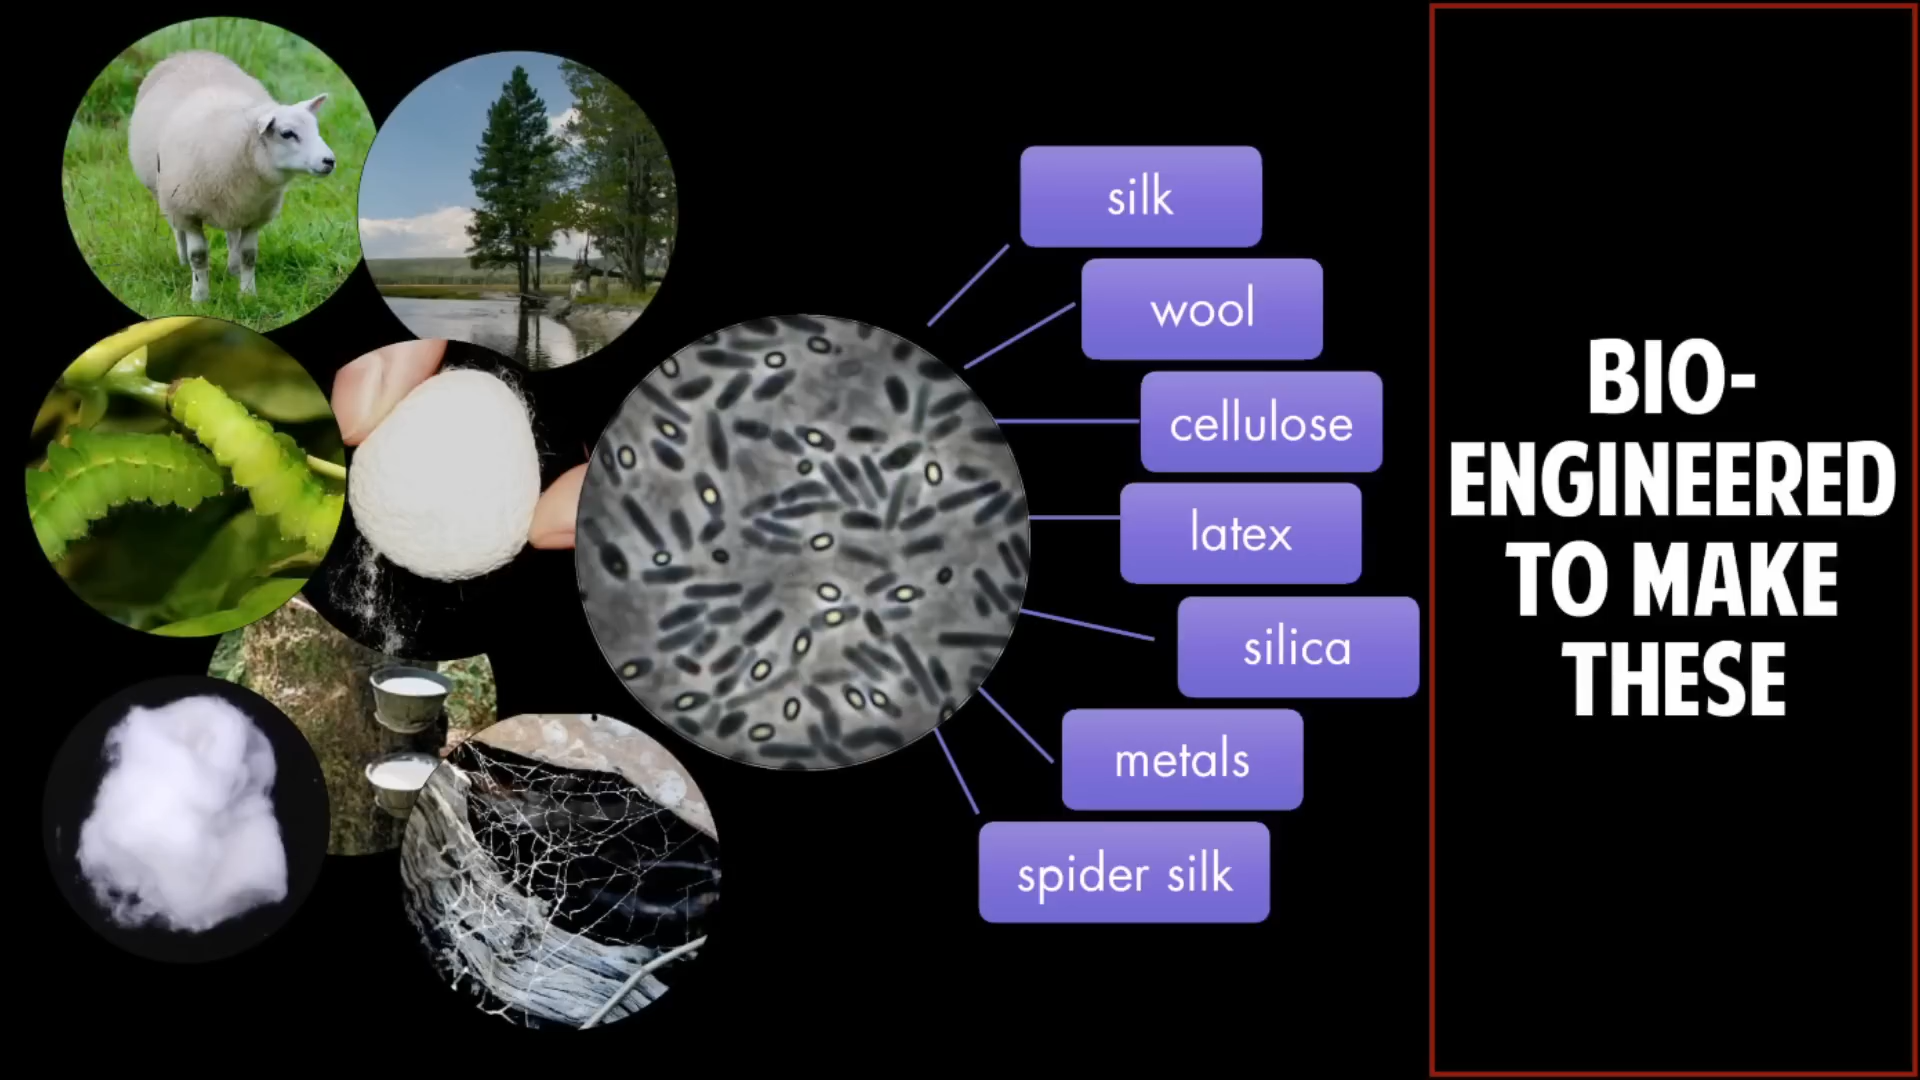 silk
wool
cellulose
latex
silica
metals
spider silk
BIO-
ENGINEERED
TO MAKE
THESE